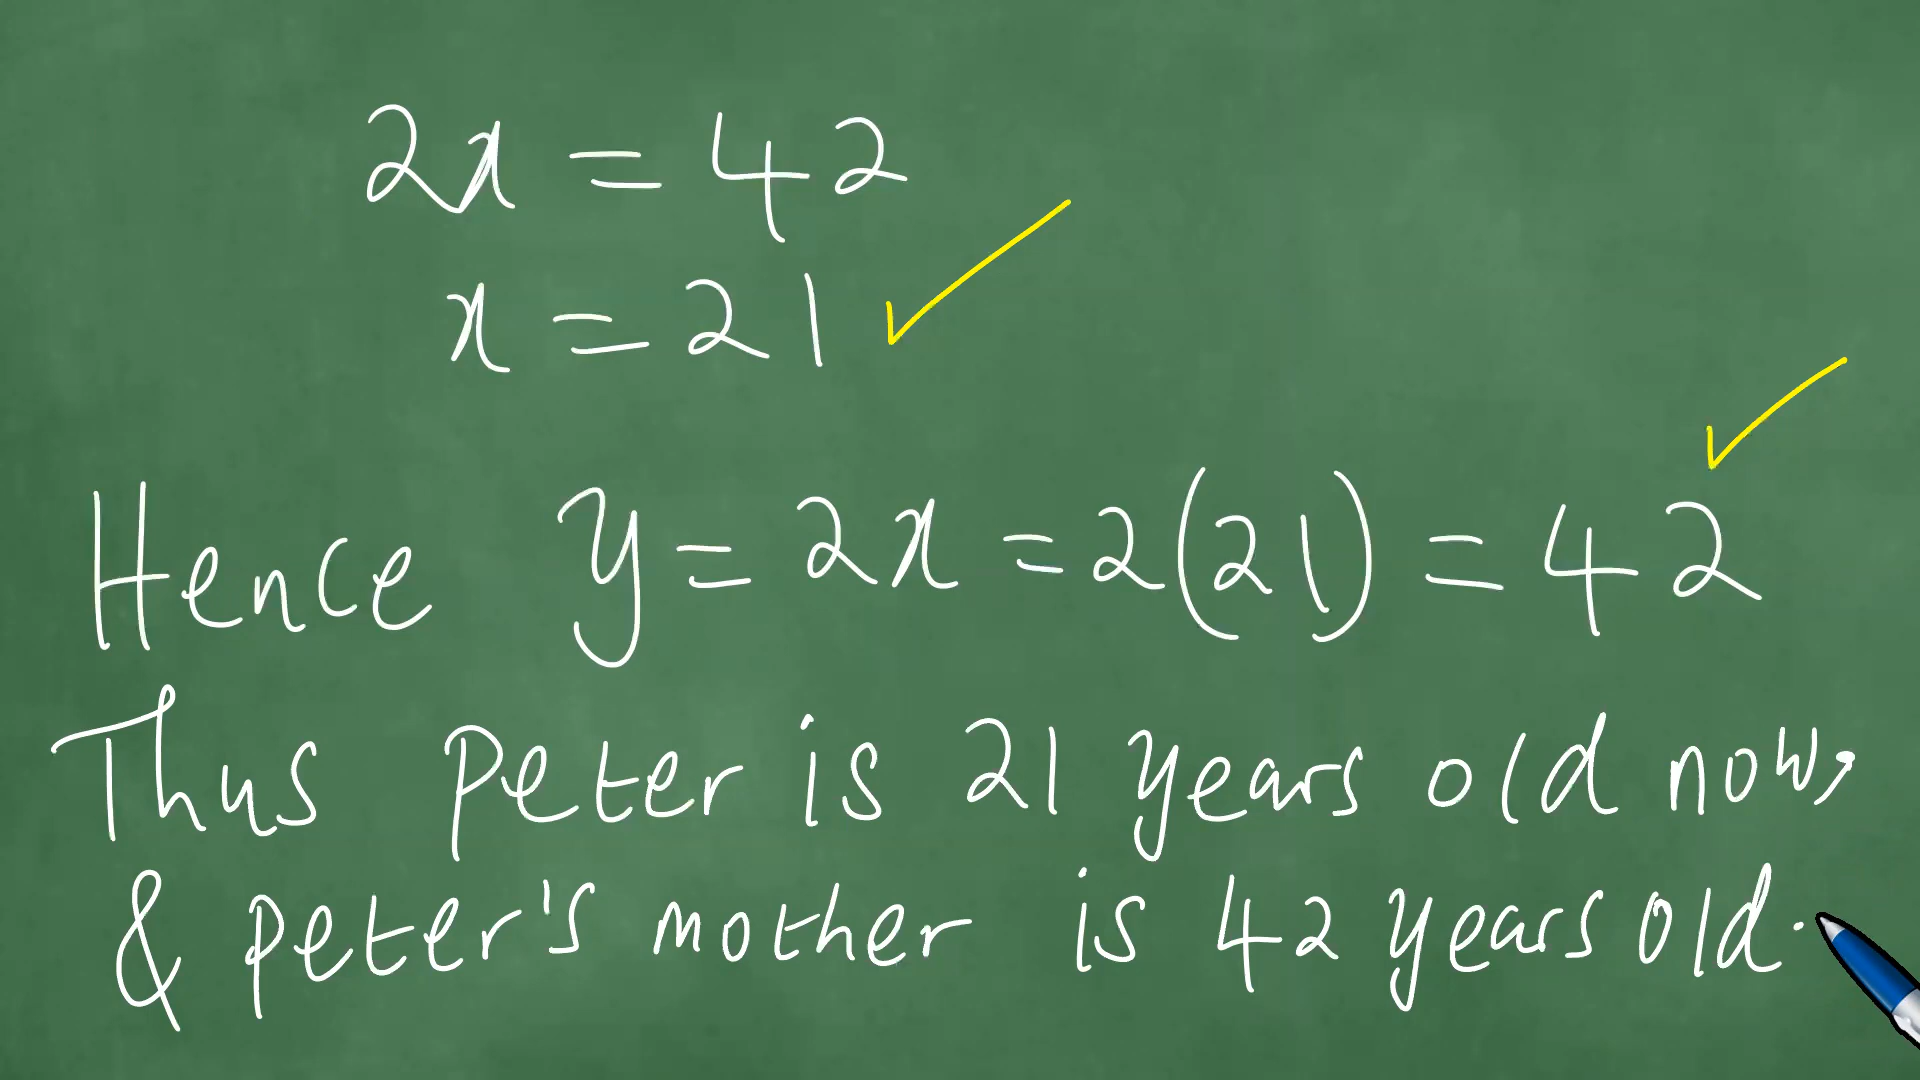 2x = 42
x = 21
Hence y = 2x = 2(21) = 42
Thus Peter is 21 years old now,
& Peter's mother is 42 years old.